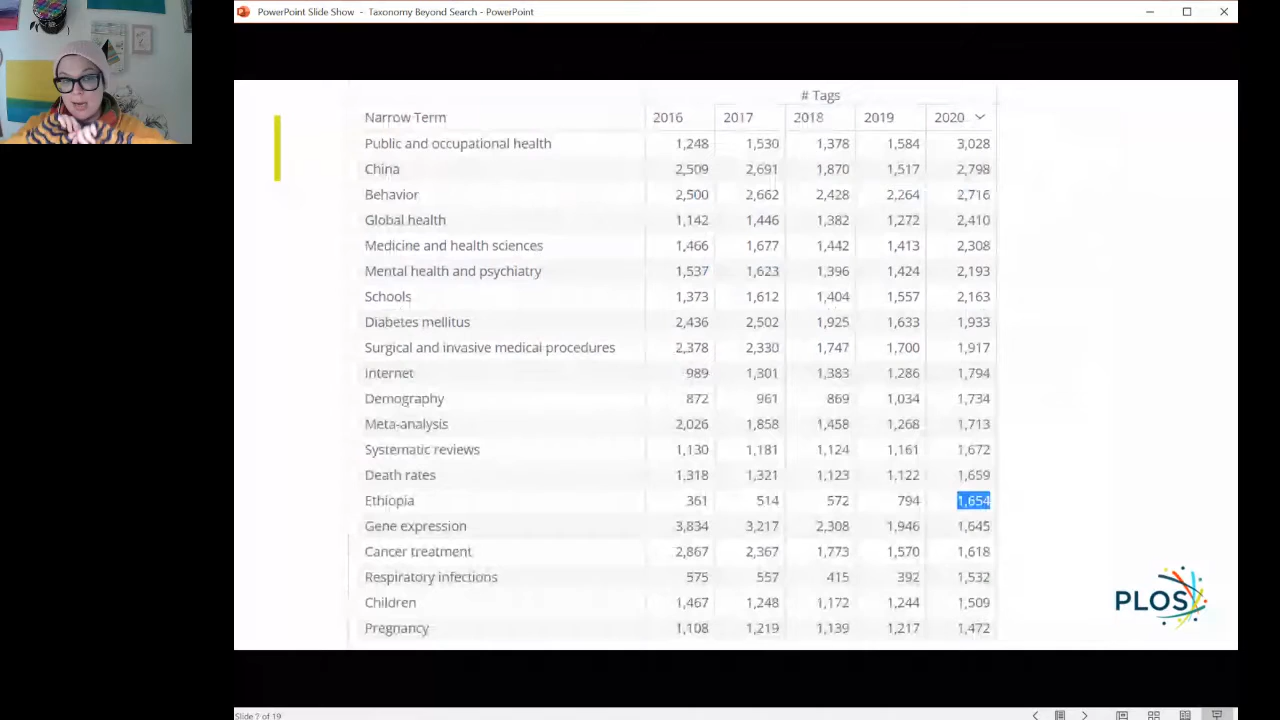 PowerPoint Slide Show - Taxonomy Beyond Search - PowerPoint
# Tags
Narrow Term 2016 2017 2018 2019 2020
Public and occupational health 1,248 1,530 1,378 1,584 3,028
China 2,509 2,691 1,870 1,517 2,798
Behavior 2,500 2,662 2,428 2,264 2,716
Global health 1,142 1,446 1,382 1,272 2,410
Medicine and health sciences 1,466 1,677 1,442 1,413 2,308
Mental health and psychiatry 1,537 1,623 1,396 1,424 2,193
Schools 1,373 1,612 1,404 1,557 2,163
Diabetes mellitus 2,436 2,502 1,925 1,633 1,933
Surgical and invasive medical procedures 2,378 2,330 1,747 1,700 1,917
Internet 989 1,301 1,383 1,286 1,794
Demography 872 961 869 1,034 1,734
Meta-analysis 2,026 1,858 1,458 1,268 1,713
Systematic reviews 1,130 1,181 1,124 1,161 1,672
Death rates 1,318 1,321 1,123 1,122 1,659
Ethiopia 361 514 572 794 1,654
Gene expression 3,834 3,217 2,308 1,946 1,645
Cancer treatment 2,867 2,367 1,773 1,570 1,618
Respiratory infections 575 557 415 392 1,532
Children 1,467 1,248 1,172 1,244 1,509
Pregnancy 1,108 1,219 1,139 1,217 1,472
PLOS
Slide 7 of 19